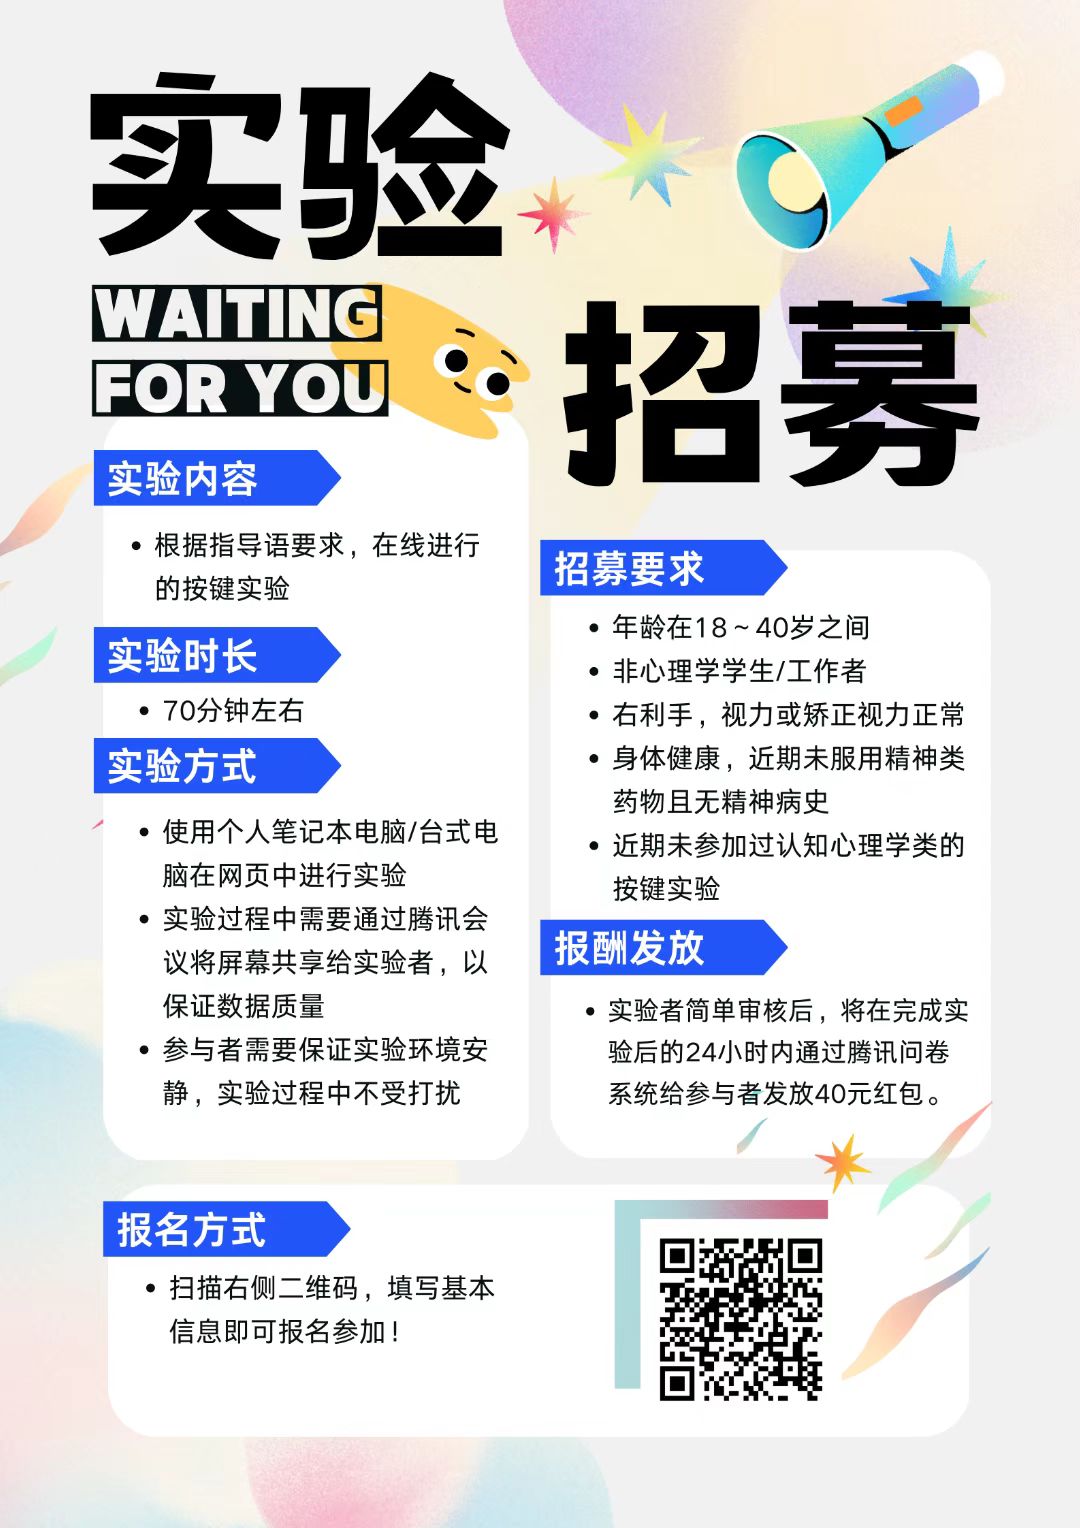 实验
WAITING
FOR YOU
招募
实验内容
根据指导语要求，在线进行
的按键实验
实验时长
70分钟左右
实验方式
使用个人笔记本电脑/台式电
脑在网页中进行实验
实验过程中需要通过腾讯会
议将屏幕共享给实验者，以
保证数据质量
参与者需要保证实验环境安
静，实验过程中不受打扰
招募要求
年龄在18～40岁之间
非心理学学生/工作者
右利手，视力或矫正视力正常
身体健康，近期未服用精神类
药物且无精神病史
近期未参加过认知心理学类的
按键实验
报酬发放
实验者简单审核后，将在完成实
验后的24小时内通过腾讯问卷
系统给参与者发放40元红包。
报名方式
扫描右侧二维码，填写基本
信息即可报名参加！